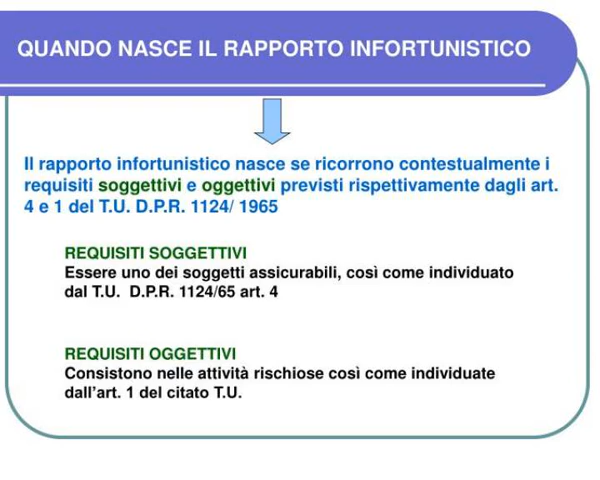 QUANDO NASCE IL RAPPORTO INFORTUNISTICO
Il rapporto infortunistico nasce se ricorrono contestualmente i
requisiti soggettivi e oggettivi previsti rispettivamente dagli art.
4 e 1 del T.U. D.P.R. 1124/ 1965
REQUISITI SOGGETTIVI
Essere uno dei soggetti assicurabili, così come individuato
dal T.U.  D.P.R. 1124/65 art. 4
REQUISITI OGGETTIVI
Consistono nelle attività rischiose così come individuate
dall'art. 1 del citato T.U.